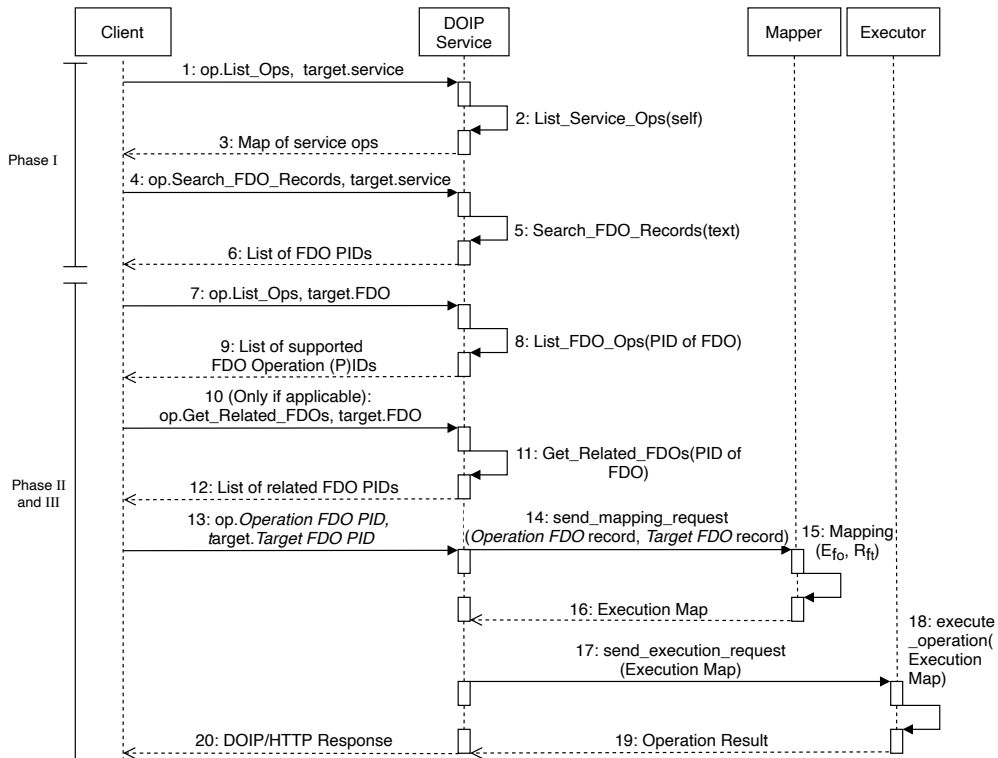 Client
DOIP
Service
Mapper
Executor
1: op.List_Ops,  target.service
2: List_Service_Ops(self)
3: Map of service ops
Phase I
4: op.Search_FDO_Records, target.service
5: Search_FDO_Records(text)
6: List of FDO PIDs
7: op.List_Ops, target.FDO
8: List_FDO_Ops(PID of FDO)
9: List of supported
FDO Operation (P)IDs
10 (Only if applicable):
op.Get_Related_FDOs, target.FDO
11: Get_Related_FDOs(PID of
FDO)
12: List of related FDO PIDs
Phase II
and III
13: op.Operation FDO PID,
target.Target FDO PID
14: send_mapping_request
(Operation FDO record, Target FDO record)
15: Mapping
(Efo, Rft)
16: Execution Map
17: send_execution_request
(Execution Map)
18: execute
_operation(
Execution
Map)
19: Operation Result
20: DOIP/HTTP Response